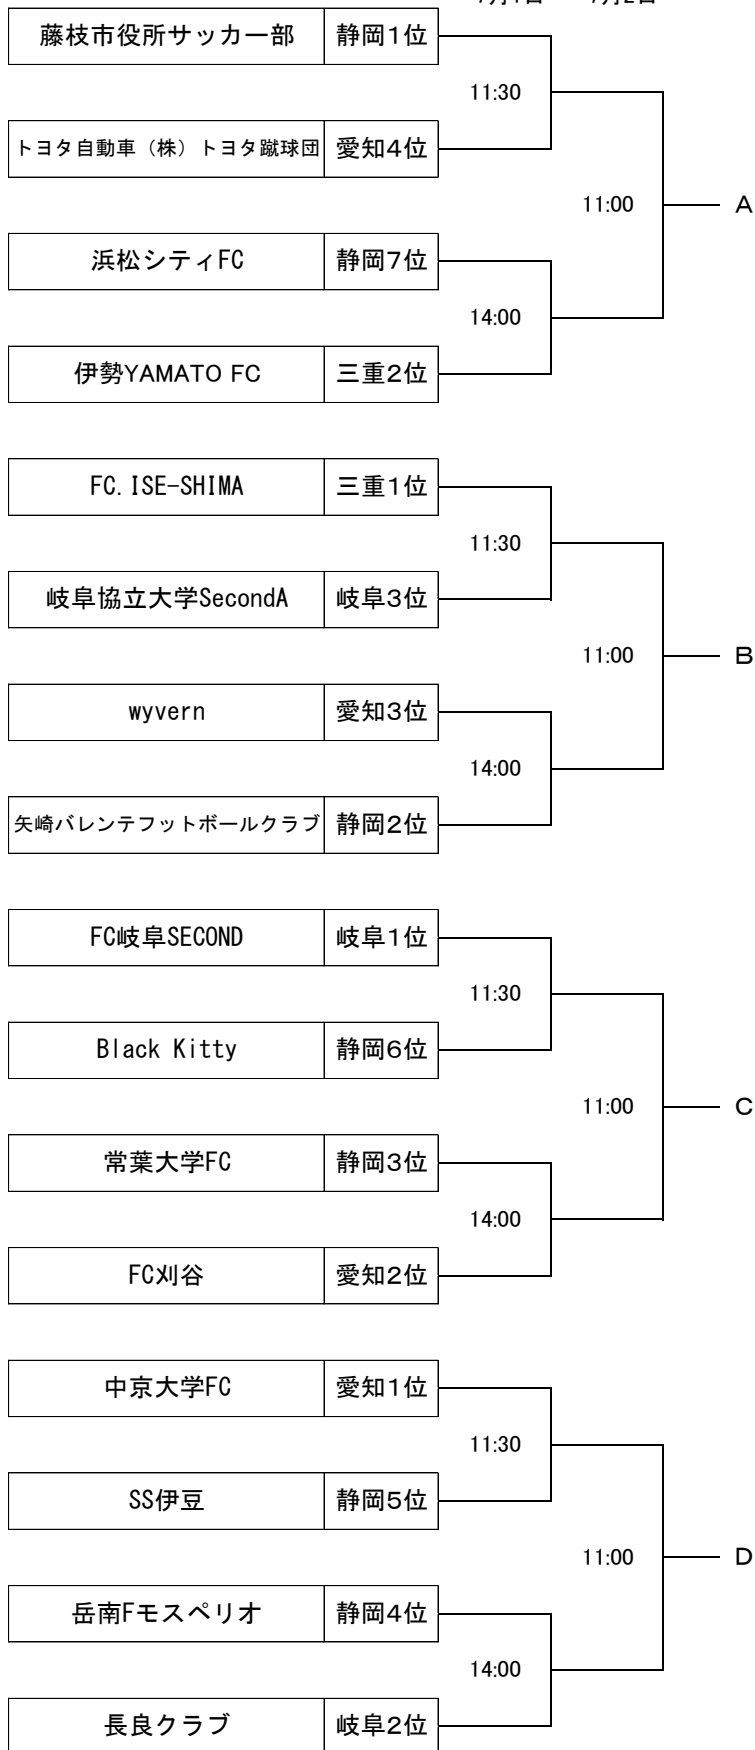 7月1日 7月2日
藤枝市役所サッカー部 静岡1位
11:30
トヨタ自動車（株）トヨタ蹴球団 愛知4位
11:00 A
浜松シティFC 静岡7位
14:00
伊勢YAMATO FC 三重2位
FC.ISE-SHIMA 三重1位
11:30
岐阜協立大学SecondA 岐阜3位
11:00 B
wyvern 愛知3位
14:00
矢崎バレンテフットボールクラブ 静岡2位
FC岐阜SECOND 岐阜1位
11:30
Black Kitty 静岡6位
11:00 C
常葉大学FC 静岡3位
14:00
FC刈谷 愛知2位
中京大学FC 愛知1位
11:30
SS伊豆 静岡5位
11:00 D
岳南Fモスペリオ 静岡4位
14:00
長良クラブ 岐阜2位